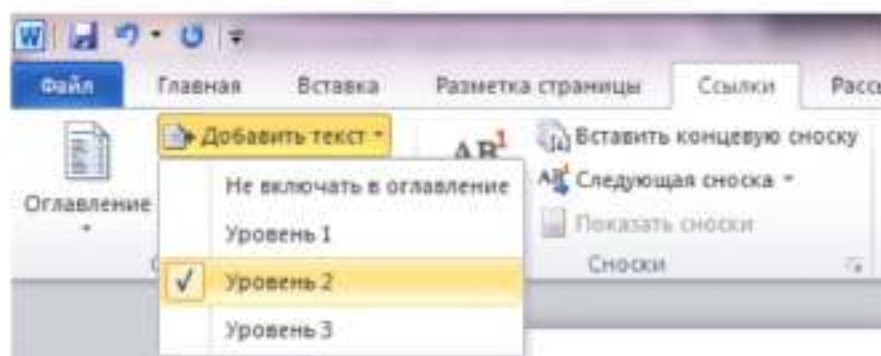 Файл Главная Вставка Разметка страницы Ссылки
Оглавление
Добавить текст
Не включать в оглавление
Уровень 1
Уровень 2
Уровень 3
AB1
Вставить концевую сноску
Следующая сноска
Показать сноски
Сноски